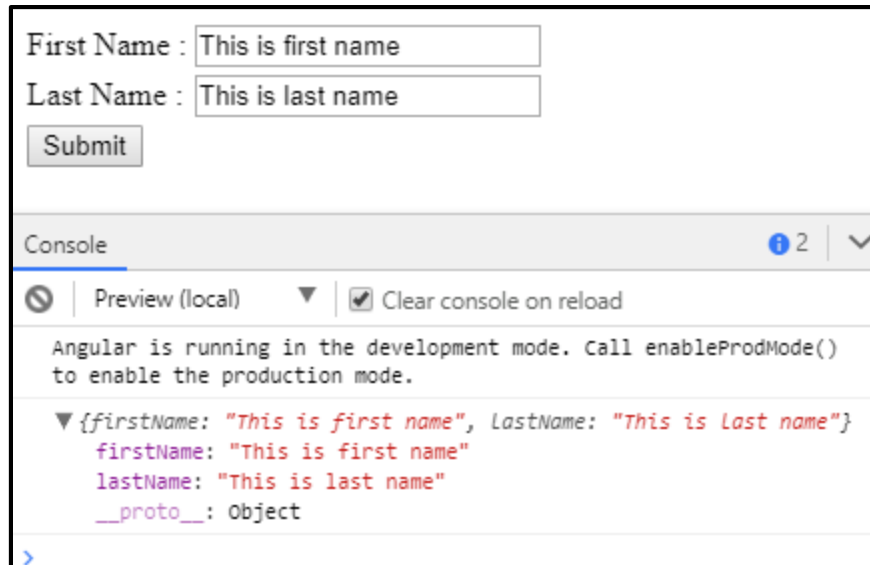 First Name : This is first name
Last Name : This is last name
Submit
Console 2
Preview (local) ▼ Clear console on reload
Angular is running in the development mode. Call enableProdMode()
to enable the production mode.
▼ {firstName: "This is first name", lastName: "This is last name"}
firstName: "This is first name"
lastName: "This is last name"
__proto__: Object
>